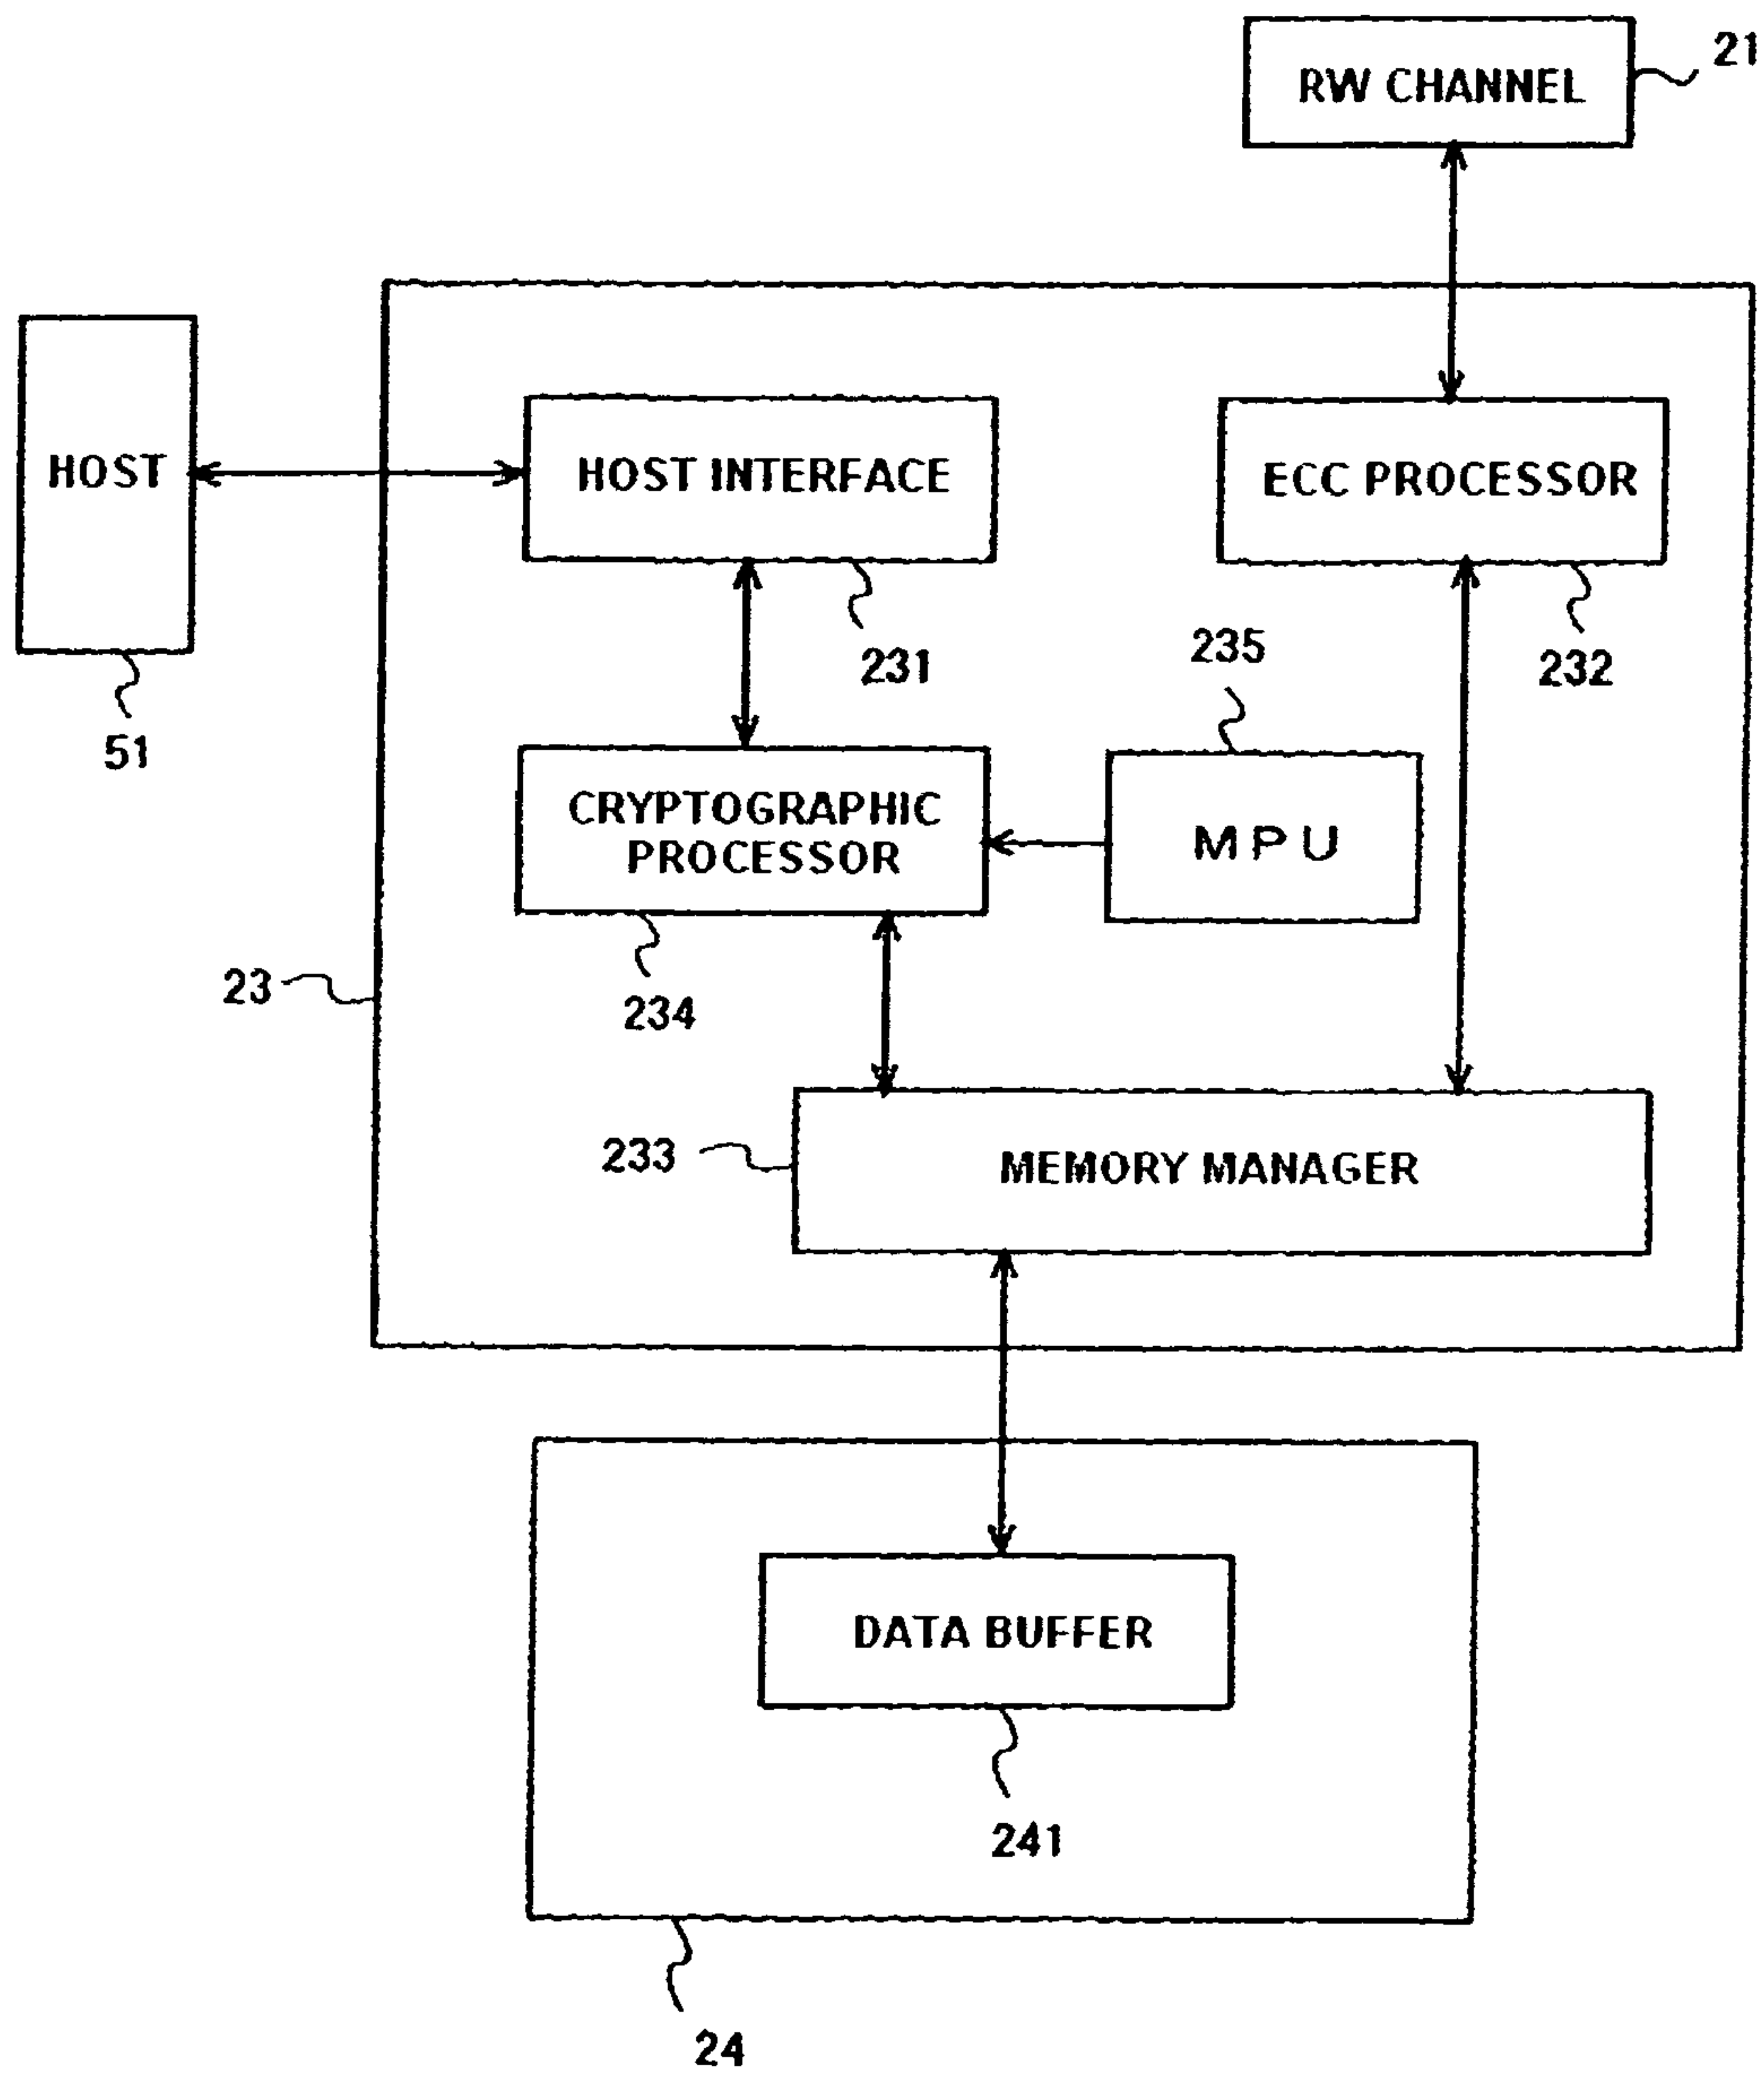 RW CHANNEL
21
HOST
51
HOST INTERFACE
231
ECC PROCESSOR
232
235
CRYPTOGRAPHIC
PROCESSOR
234
MPU
23
233
MEMORY MANAGER
DATA BUFFER
241
24